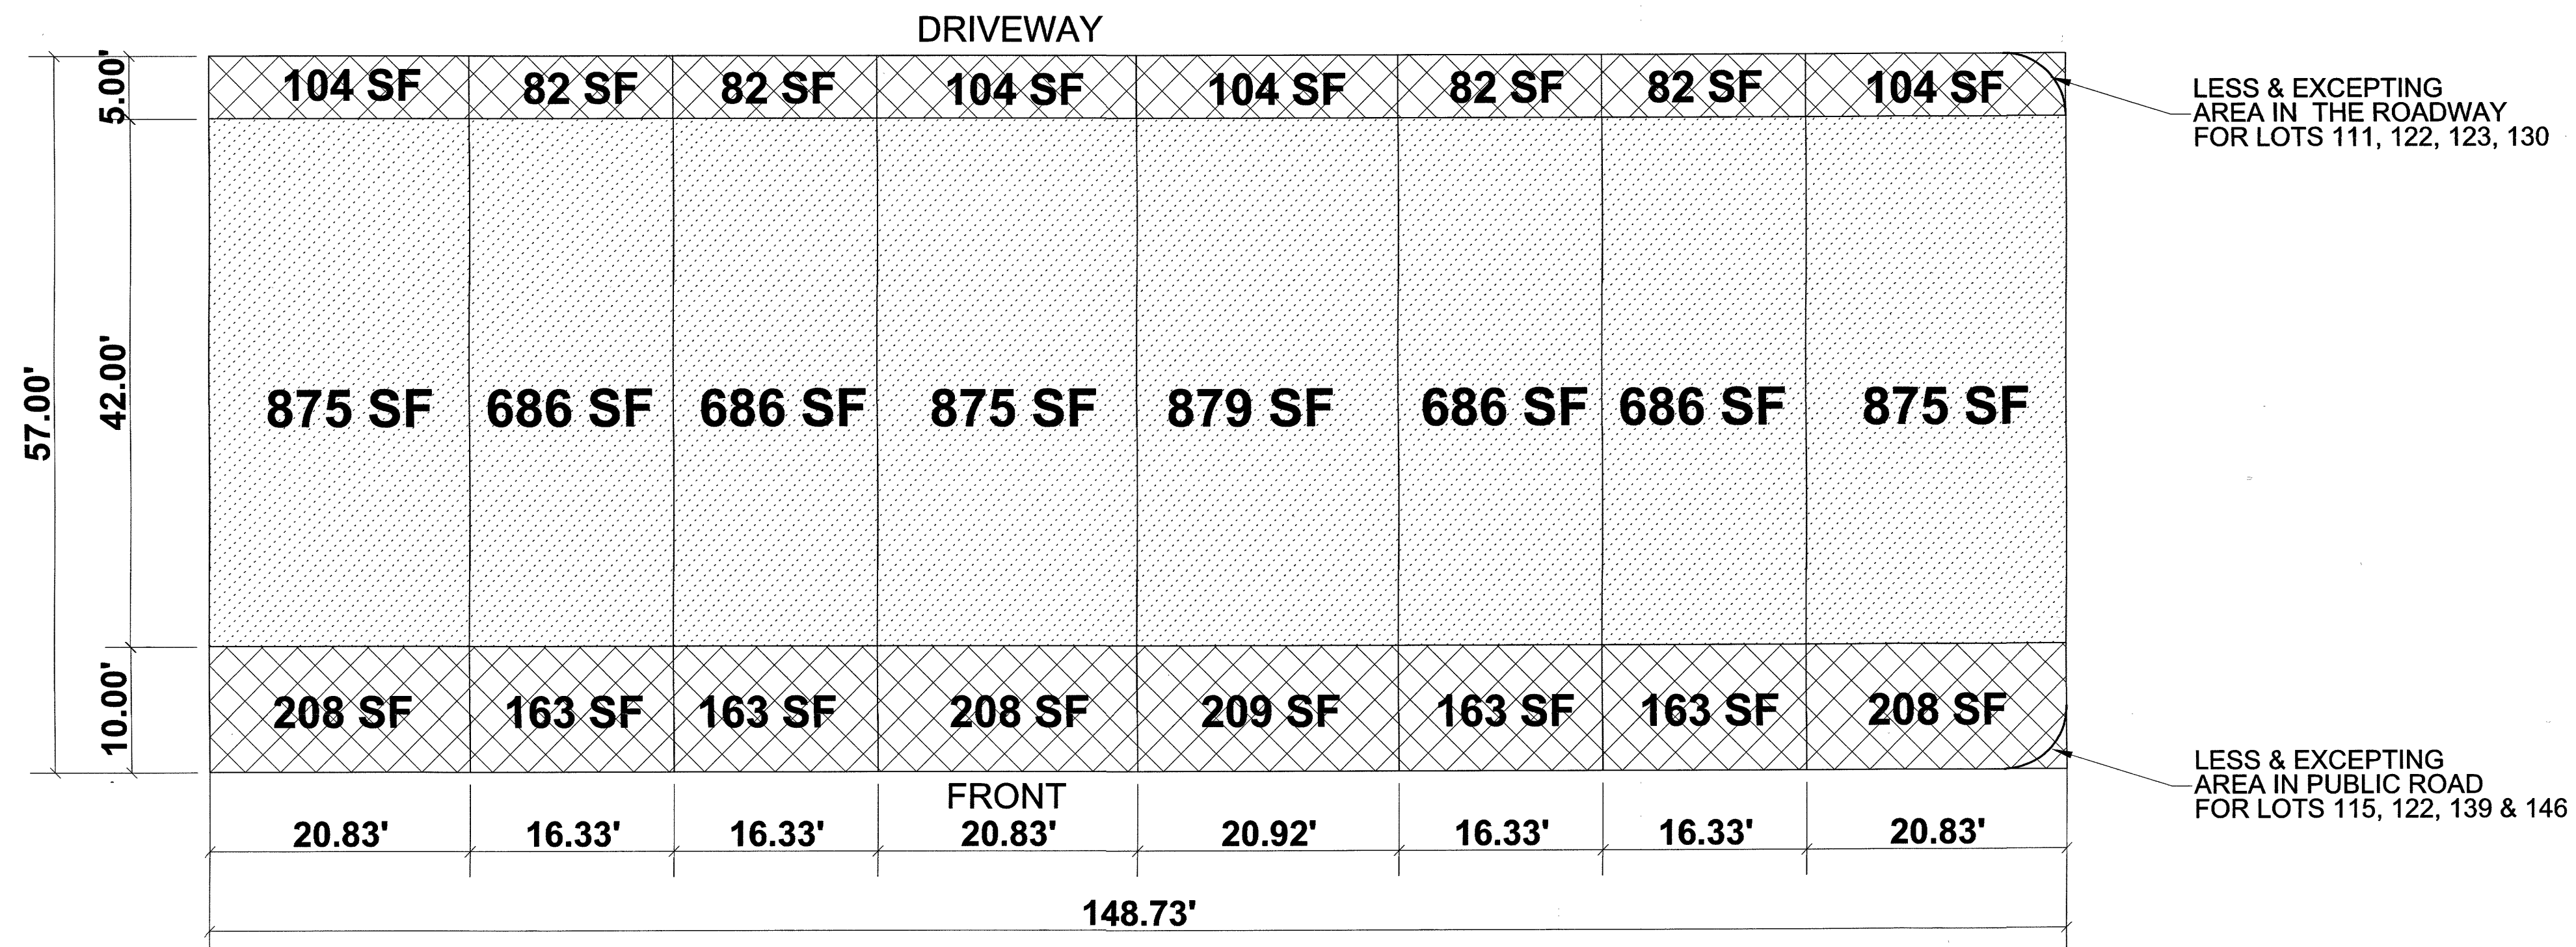 DRIVEWAY
5.00'
104 SF 82 SF 82 SF 104 SF 104 SF 82 SF 82 SF 104 SF
LESS & EXCEPTING
AREA IN THE ROADWAY
FOR LOTS 111, 122, 123, 130
57.00'
42.00'
875 SF 686 SF 686 SF 875 SF 879 SF 686 SF 686 SF 875 SF
10.00'
208 SF 163 SF 163 SF 208 SF 209 SF 163 SF 163 SF 208 SF
LESS & EXCEPTING
AREA IN PUBLIC ROAD
FOR LOTS 115, 122, 139 & 146
FRONT
20.83' 16.33' 16.33' 20.83' 20.92' 16.33' 16.33' 20.83'
148.73'